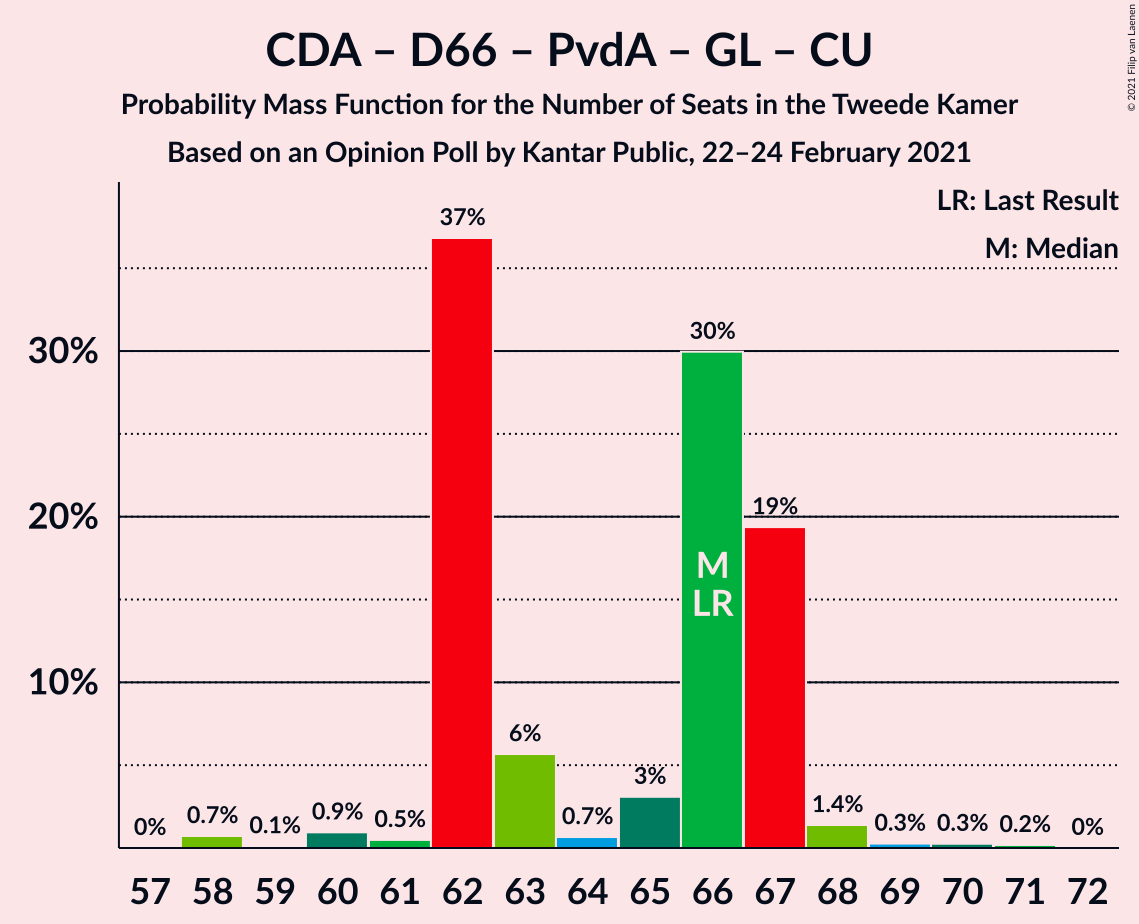 CDA – D66 – PvdA – GL – CU
Probability Mass Function for the Number of Seats in the Tweede Kamer
Based on an Opinion Poll by Kantar Public, 22–24 February 2021
© 2021 Filip van Laenen
LR: Last Result
M: Median
30%
20%
10%
0%
0.7%
0.1%
0.9%
0.5%
37%
6%
0.7%
3%
30%
19%
1.4%
0.3%
0.3%
0.2%
0%
M
LR
57 58 59 60 61 62 63 64 65 66 67 68 69 70 71 72